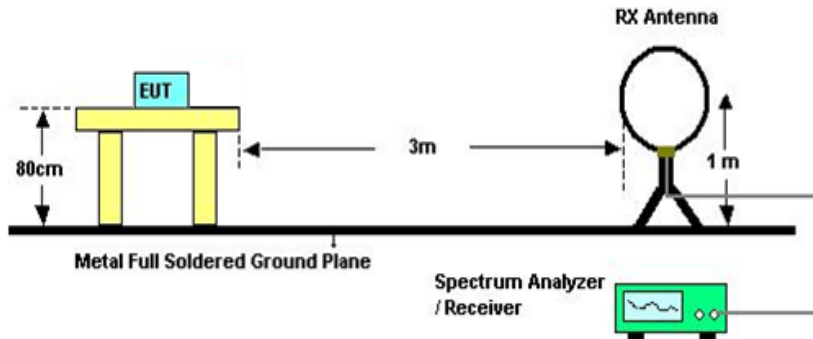 RX Antenna
EUT
3m
80cm
1 m
Metal Full Soldered Ground Plane
Spectrum Analyzer
/ Receiver